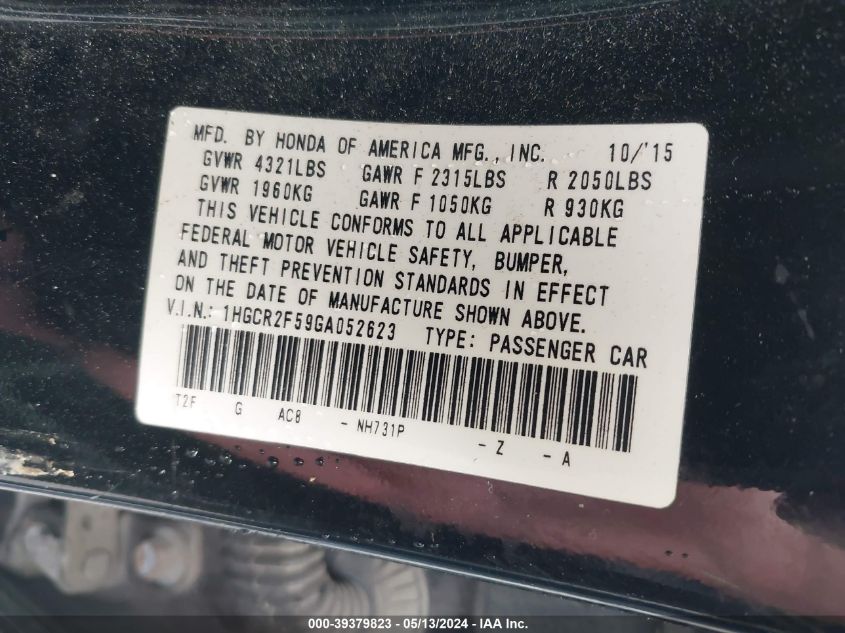 MFD. BY HONDA OF AMERICA MFG., INC. 10/'15
GVWR 4321LBS GAWR F 2315LBS R 2050LBS
GVWR 1960KG GAWR F 1050KG R 930KG
THIS VEHICLE CONFORMS TO ALL APPLICABLE
FEDERAL MOTOR VEHICLE SAFETY, BUMPER,
AND THEFT PREVENTION STANDARDS IN EFFECT
ON THE DATE OF MANUFACTURE SHOWN ABOVE.
V.I.N.: 1HGCR2F59GA052623 TYPE: PASSENGER CAR
T2F G AC8 - NH731P - Z - A
000-39379823 / 05/13/2024 / IAA Inc.